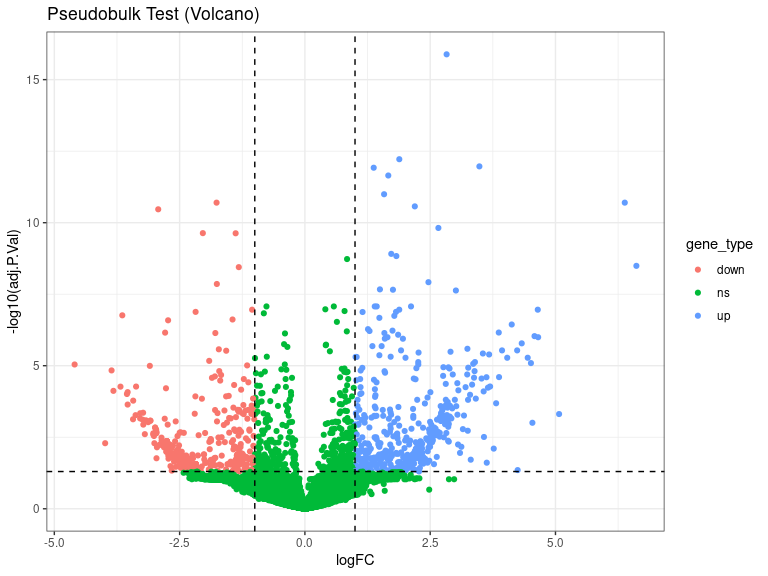 Pseudobulk Test (Volcano)
15
10
5
0
-log10(adj.P.Val)
-5.0
-2.5
0.0
2.5
5.0
logFC
gene_type
down
ns
up